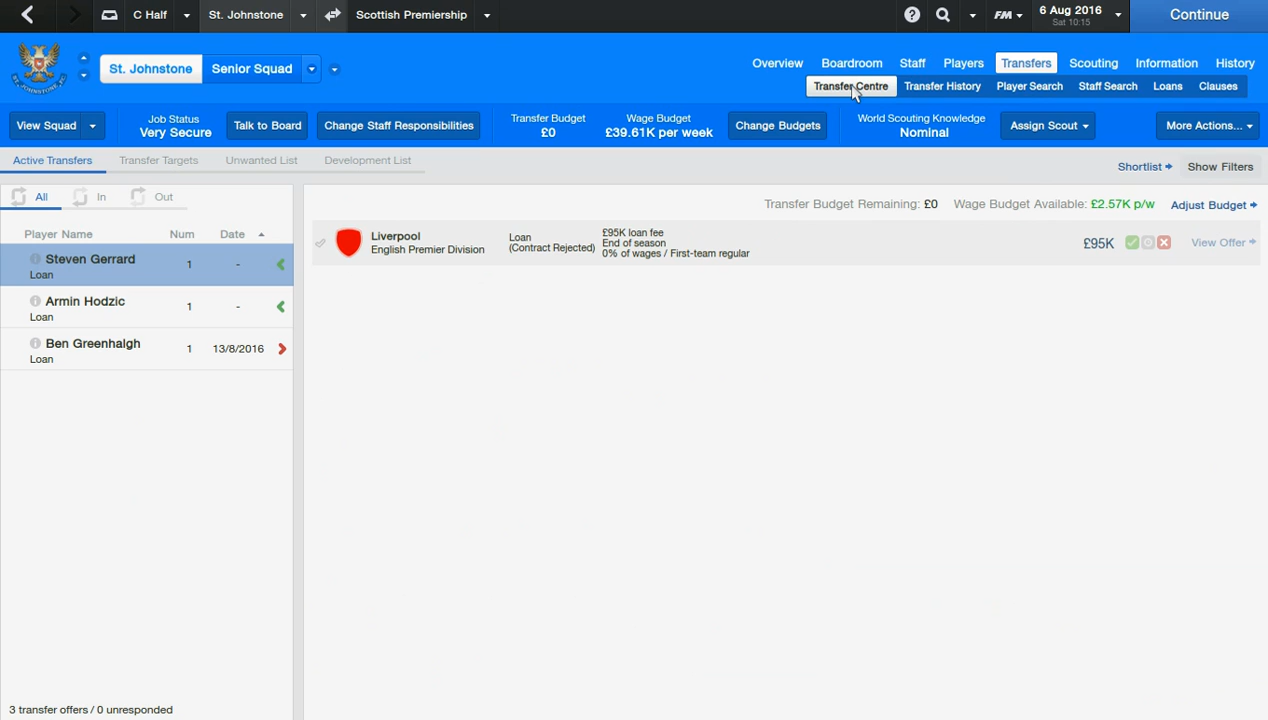 C Half
St. Johnstone
Scottish Premiership
FM
6 Aug 2016
Sat 10:15
Continue
St. Johnstone
Senior Squad
Overview
Boardroom
Staff
Players
Transfers
Scouting
Information
History
Transfer Centre
Transfer History
Player Search
Staff Search
Loans
Clauses
View Squad
Job Status
Very Secure
Talk to Board
Change Staff Responsibilities
Transfer Budget
£0
Wage Budget
£39.61K per week
Change Budgets
World Scouting Knowledge
Nominal
Assign Scout
More Actions...
Active Transfers
Transfer Targets
Unwanted List
Development List
Shortlist
Show Filters
All
In
Out
Transfer Budget Remaining: £0
Wage Budget Available: £2.57K p/w
Adjust Budget
Player Name
Num
Date
Steven Gerrard
Loan
1
-
Armin Hodzic
Loan
1
-
Ben Greenhalgh
Loan
1
13/8/2016
Liverpool
English Premier Division
Loan
(Contract Rejected)
£95K loan fee
End of season
0% of wages / First-team regular
£95K
View Offer
3 transfer offers / 0 unresponded